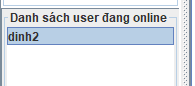 Danh sách user đang online
dinh2